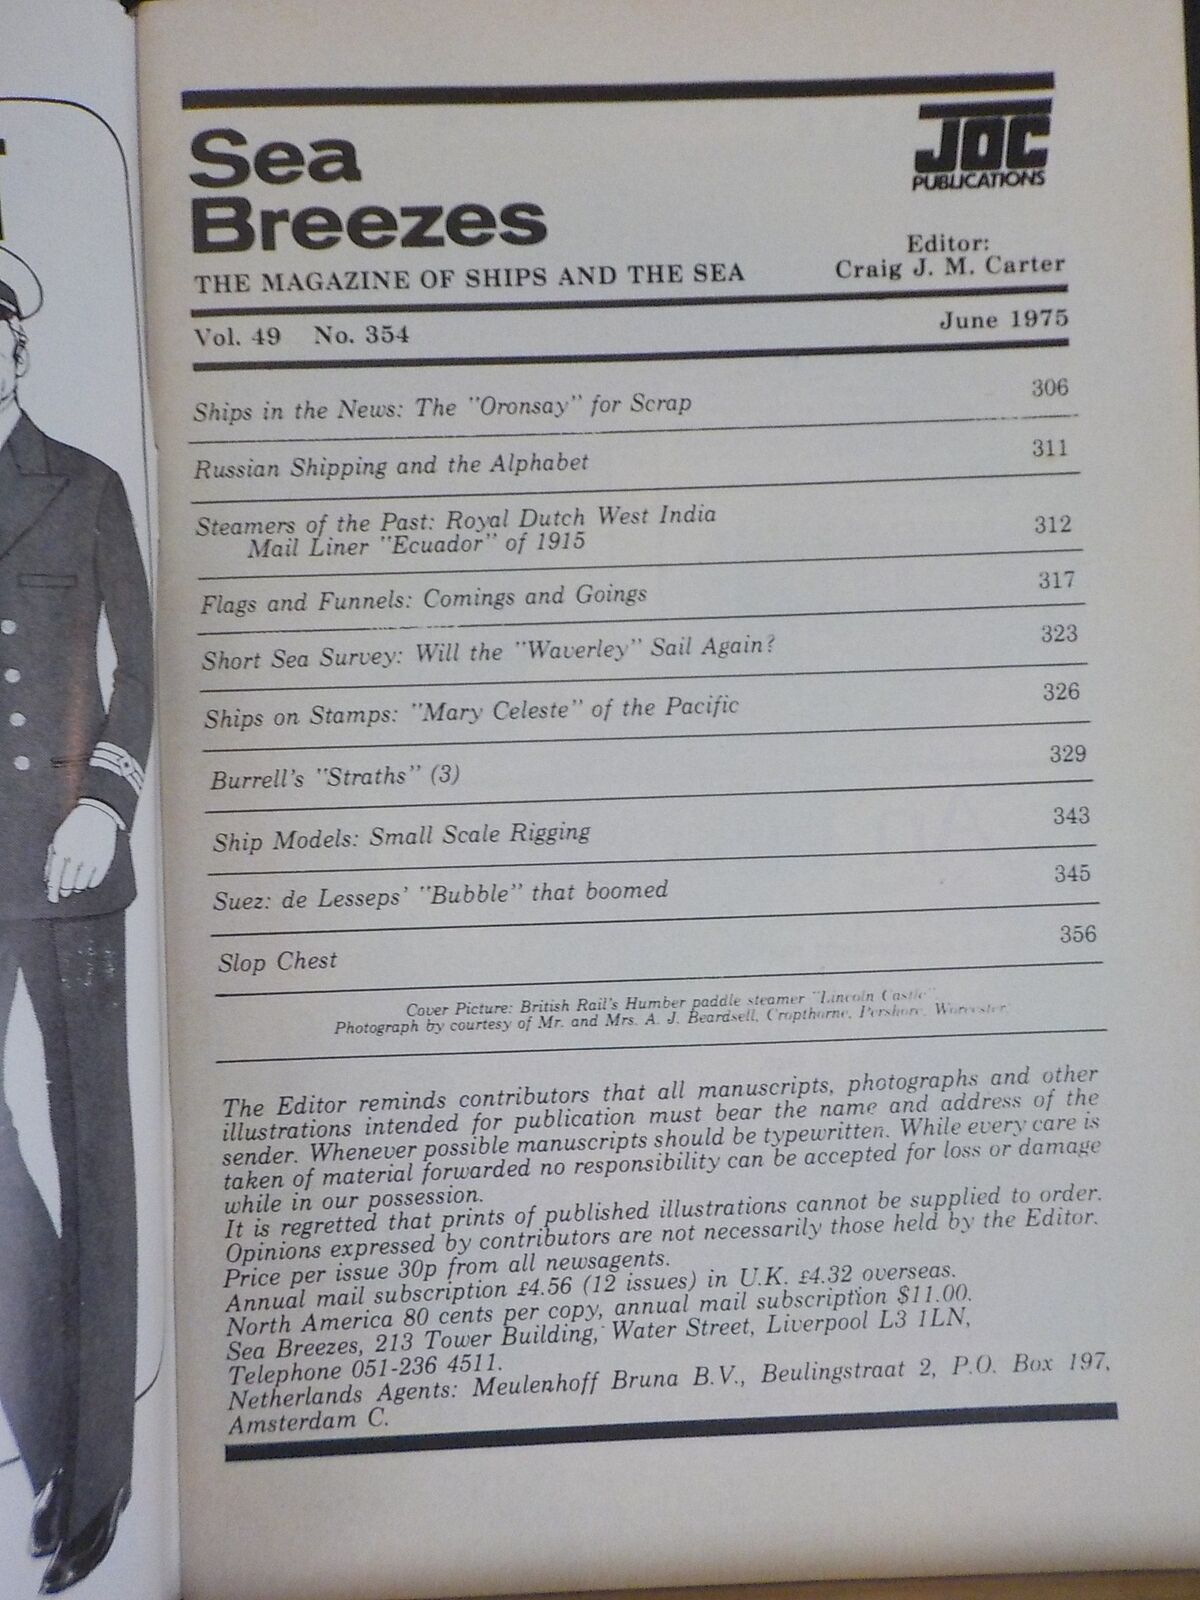 Sea
Breezes
THE MAGAZINE OF SHIPS AND THE SEA
JOC
PUBLICATIONS
Editor:
Craig J. M. Carter
Vol. 49 No. 354 June 1975
Ships in the News: The "Oronsay" for Scrap 306
Russian Shipping and the Alphabet 311
Steamers of the Past: Royal Dutch West India
Mail Liner "Ecuador" of 1915 312
Flags and Funnels: Comings and Goings 317
Short Sea Survey: Will the "Waverley" Sail Again? 323
Ships on Stamps: "Mary Celeste" of the Pacific 326
Burrell's "Straths" (3) 329
Ship Models: Small Scale Rigging 343
Suez: de Lesseps' "Bubble" that boomed 345
Slop Chest 356
Cover Picture: British Rail's Humber paddle steamer "Lincoln Castle".
Photograph by courtesy of Mr. and Mrs. A. J. Beardsell, Cropthorne, Pershore, Worcester.
The Editor reminds contributors that all manuscripts, photographs and other
illustrations intended for publication must bear the name and address of the
sender. Whenever possible manuscripts should be typewritten. While every care is
taken of material forwarded no responsibility can be accepted for loss or damage
while in our possession.
It is regretted that prints of published illustrations cannot be supplied to order.
Opinions expressed by contributors are not necessarily those held by the Editor.
Price per issue 30p from all newsagents.
Annual mail subscription £4.56 (12 issues) in U.K. £4.32 overseas.
North America 80 cents per copy, annual mail subscription $11.00.
Sea Breezes, 213 Tower Building, Water Street, Liverpool L3 1LN,
Telephone 051-236 4511.
Netherlands Agents: Meulenhoff Bruna B.V., Beulingstraat 2, P.O. Box 197,
Amsterdam C.